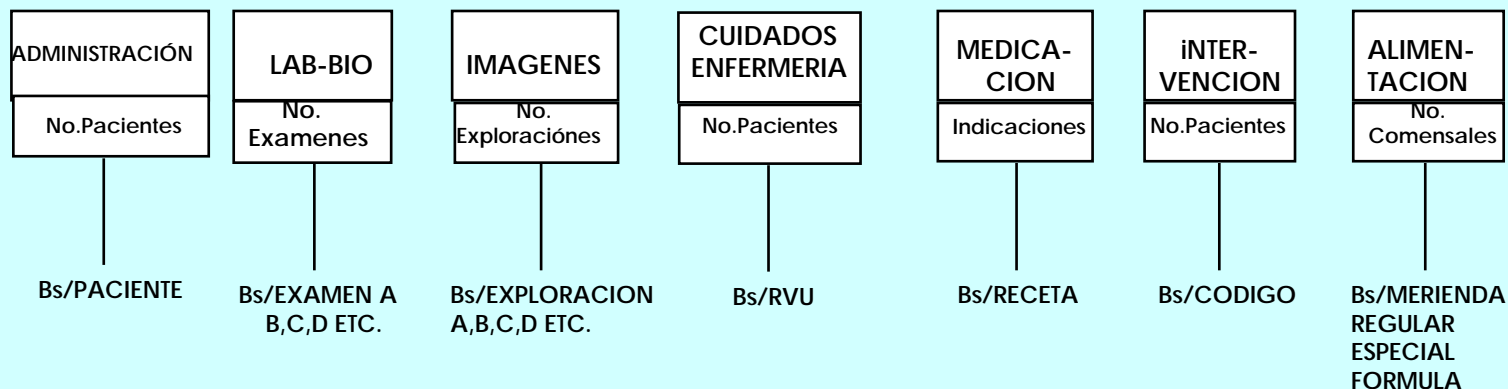 ADMINISTRACIÓN
No.Pacientes
Bs/PACIENTE
LAB-BIO
No.
Examenes
Bs/EXAMEN A
B,C,D ETC.
IMAGENES
No.
Exploraciónes
Bs/EXPLORACION
A,B,C,D ETC.
CUIDADOS
ENFERMERIA
No.Pacientes
Bs/RVU
MEDICA-
CION
Indicaciones
Bs/RECETA
iNTER-
VENCION
No.Pacientes
Bs/CODIGO
ALIMEN-
TACION
No.
Comensales
Bs/MERIENDA
REGULAR
ESPECIAL
FORMULA